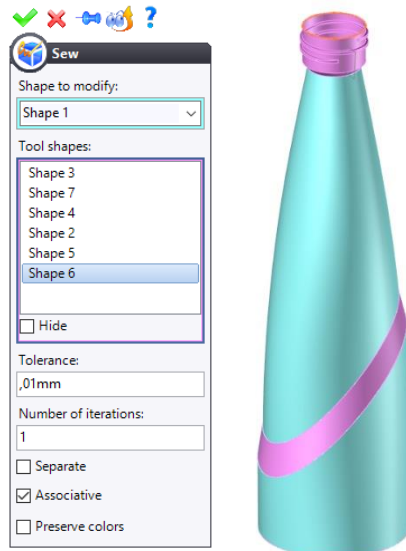 ?
Sew
Shape to modify:
Shape 1
Tool shapes:
Shape 3
Shape 7
Shape 4
Shape 2
Shape 5
Shape 6
Hide
Tolerance:
,01mm
Number of iterations:
1
Separate
Associative
Preserve colors